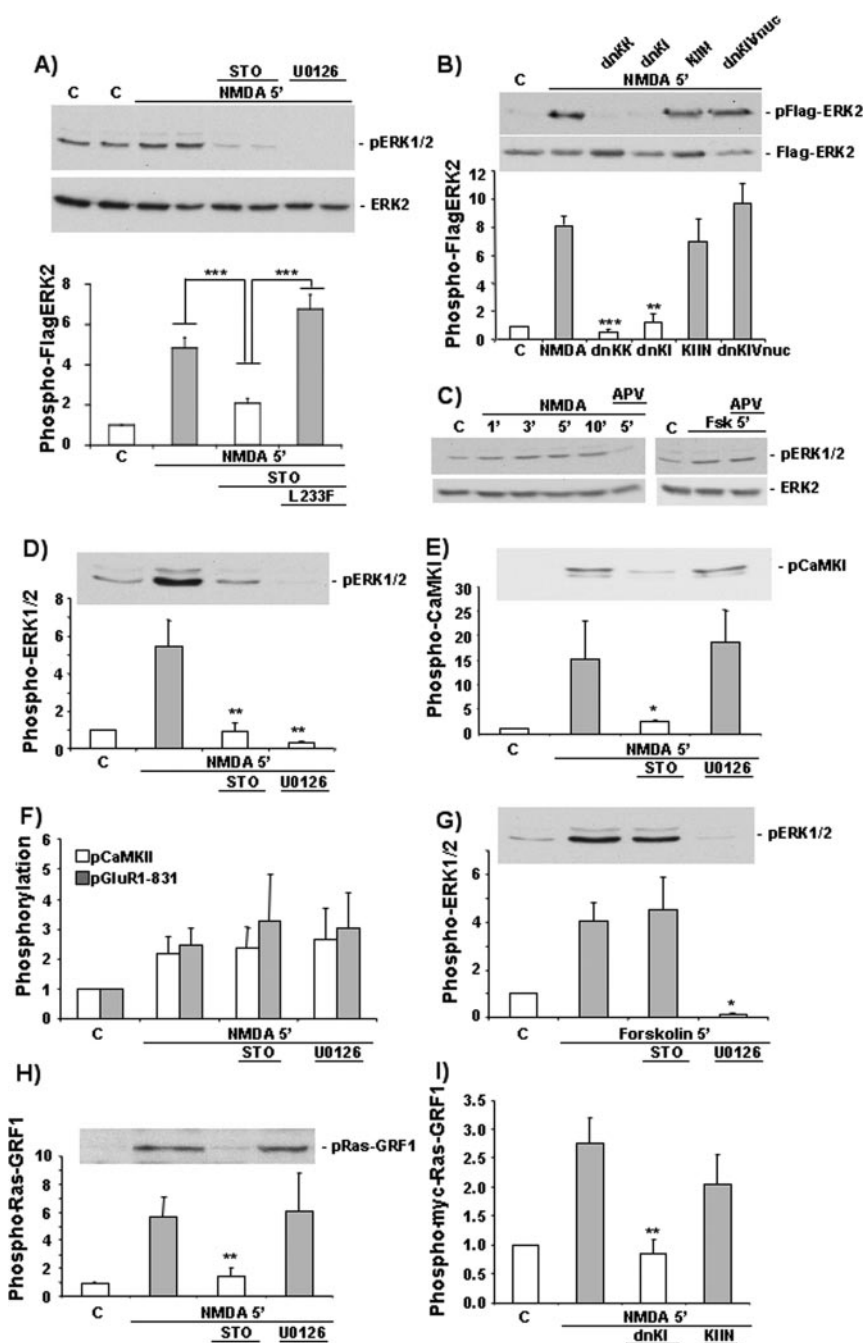 A)
STO U0126
C C NMDA 5'
- pERK1/2
- ERK2
Phospho-FlagERK2
8
6
4
2
0
*** ***
C NMDA 5'
STO
L233F
B)
dnKK dnKI KIIN dnKIVnuc
C NMDA 5'
- pFlag-ERK2
- Flag-ERK2
Phospho-FlagERK2
12
10
8
6
4
2
0
*** **
C NMDA dnKK dnKI KIIN dnKIVnuc
C)
NMDA APV
C 1' 3' 5' 10' 5'
APV
C Fsk 5'
- pERK1/2
- ERK2
D)
- pERK1/2
Phospho-ERK1/2
8
6
4
2
0
** **
C NMDA 5'
STO U0126
E)
- pCaMKI
Phospho-CaMKI
30
25
20
15
10
5
0
*
C NMDA 5'
STO U0126
F)
Phosphorylation
6
5
4
3
2
1
0
pCaMKII
pGluR1-831
C NMDA 5'
STO U0126
G)
- pERK1/2
Phospho-ERK1/2
6
4
2
0
*
C Forskolin 5'
STO U0126
H)
- pRas-GRF1
Phospho-Ras-GRF1
10
8
6
4
2
0
**
C NMDA 5'
STO U0126
I)
Phospho-myc-Ras-GRF1
3.5
3.0
2.5
2.0
1.5
1.0
0.5
0.0
**
C NMDA 5'
dnKI KIIN